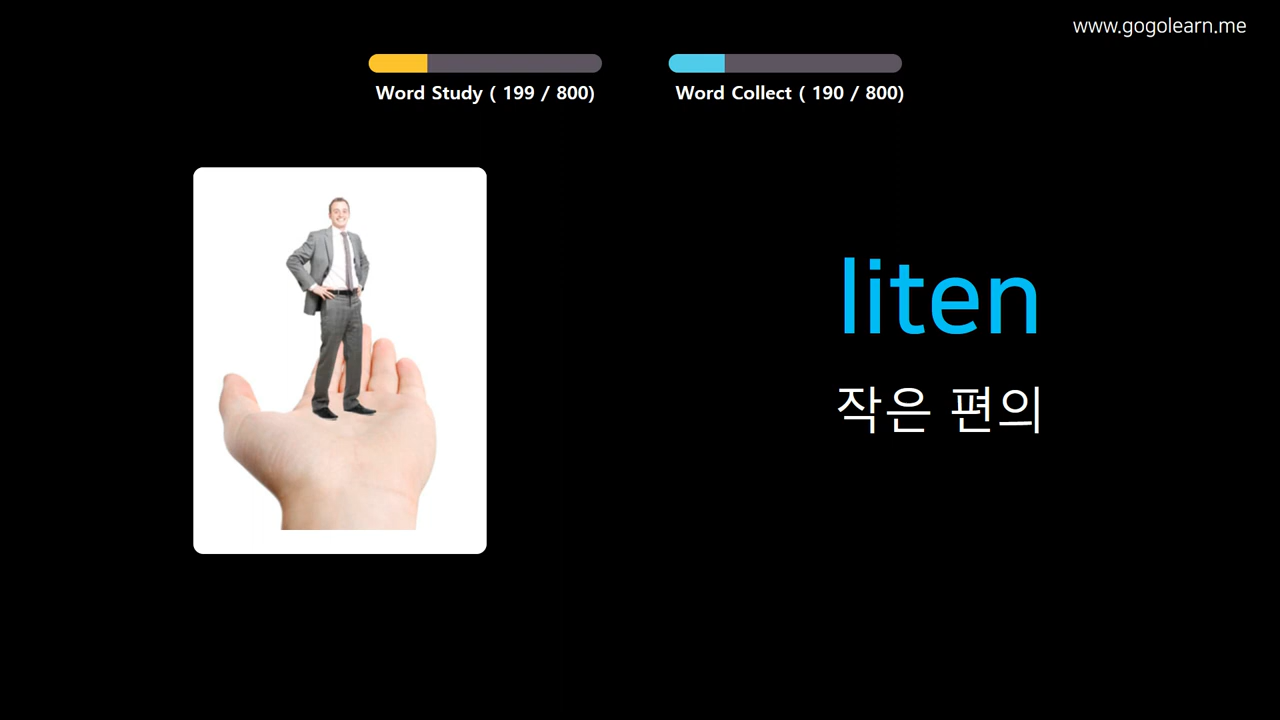 www.gogolearn.me
Word Study ( 199 / 800)
Word Collect ( 190 / 800)
liten
작은 편의